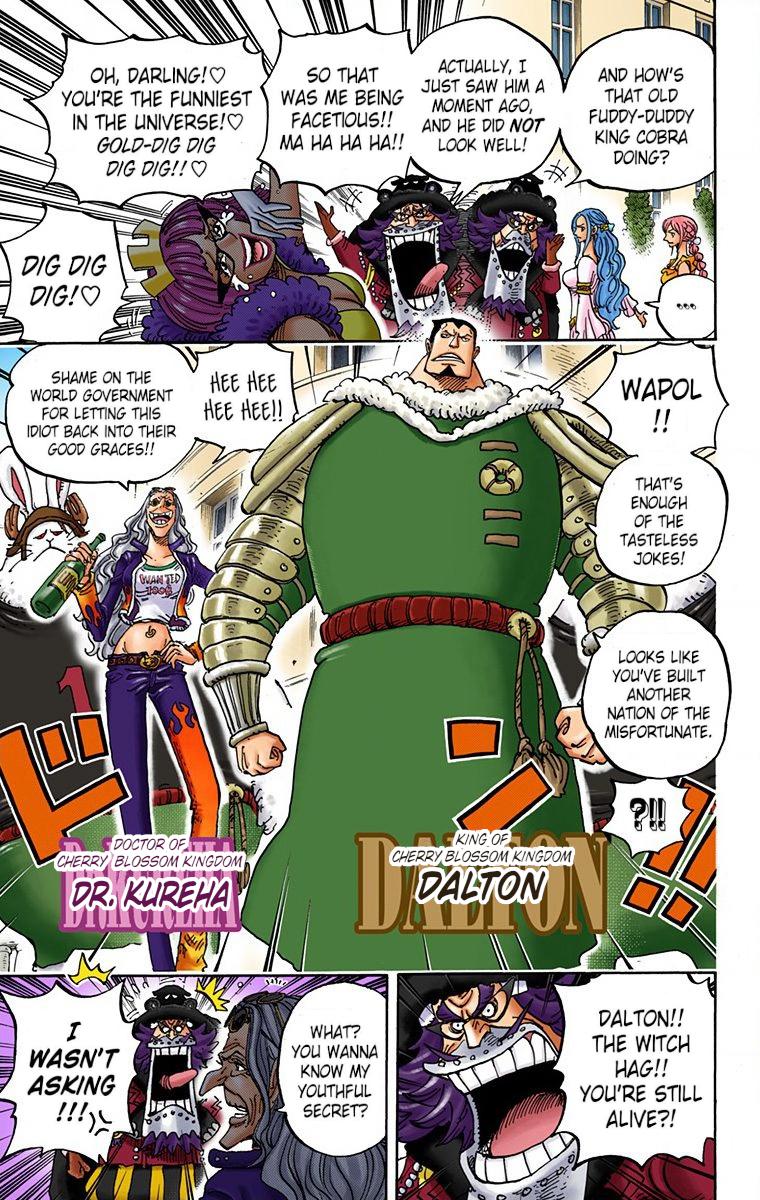 AND HOW'S
THAT OLD
FUDDY-DUDDY
KING COBRA
DOING?
ACTUALLY, I
JUST SAW HIM A
MOMENT AGO,
AND HE DID NOT
LOOK WELL!
SO THAT
WAS ME BEING
FACETIOUS!!
MA HA HA HA!!
OH, DARLING!♡
YOU'RE THE FUNNIEST
IN THE UNIVERSE!♡
GOLD-DIG DIG
DIG DIG!!♡
DIG DIG
DIG!♡
...
WAPOL
!!
THAT'S
ENOUGH
OF THE
TASTELESS
JOKES!
LOOKS LIKE
YOU'VE BUILT
ANOTHER
NATION OF THE
MISFORTUNATE.
?!!
HEE HEE
HEE HEE!!
SHAME ON THE
WORLD GOVERNMENT
FOR LETTING THIS
IDIOT BACK INTO THEIR
GOOD GRACES!!
WANTED
1
ドン!!
KING OF
CHERRY BLOSSOM KINGDOM
DALTON
DALTON
DOCTOR OF
CHERRY BLOSSOM KINGDOM
DR. KUREHA
DR. KUREHA
DALTON!!
THE WITCH
HAG!!
YOU'RE STILL
ALIVE?!
WHAT?
YOU WANNA
KNOW MY
YOUTHFUL
SECRET?
I
WASN'T
ASKING
!!!